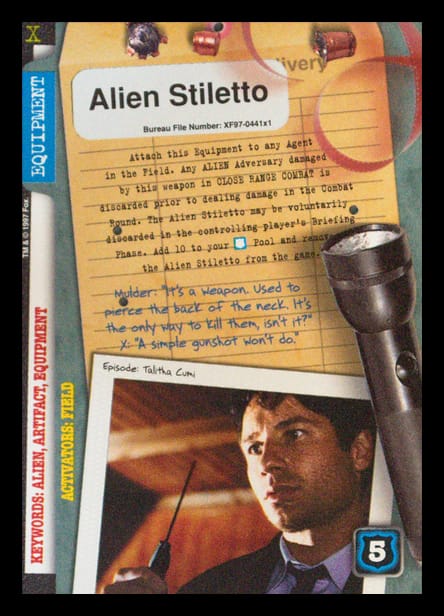 X
EQUIPMENT
TM & © 1997 Fox.
KEYWORDS: ALIEN, ARTIFACT, EQUIPMENT
ACTIVATORS: FIELD
livery
Alien Stiletto
Bureau File Number: XF97-0441x1
Attach this Equipment to any Agent
in the Field. Any ALIEN Adversary damaged
by this weapon in CLOSE RANGE COMBAT is
discarded prior to dealing damage in the Combat
Round. The Alien Stiletto may be voluntarily
discarded in the controlling player's Briefing
Phase. Add 10 to your Pool and remove
the Alien Stiletto from the game.
Mulder: "It's a weapon. Used to
pierce the back of the neck. It's
the only way to kill them, isn't it?"
X: "A simple gunshot won't do."
Episode: Talitha Cumi
5